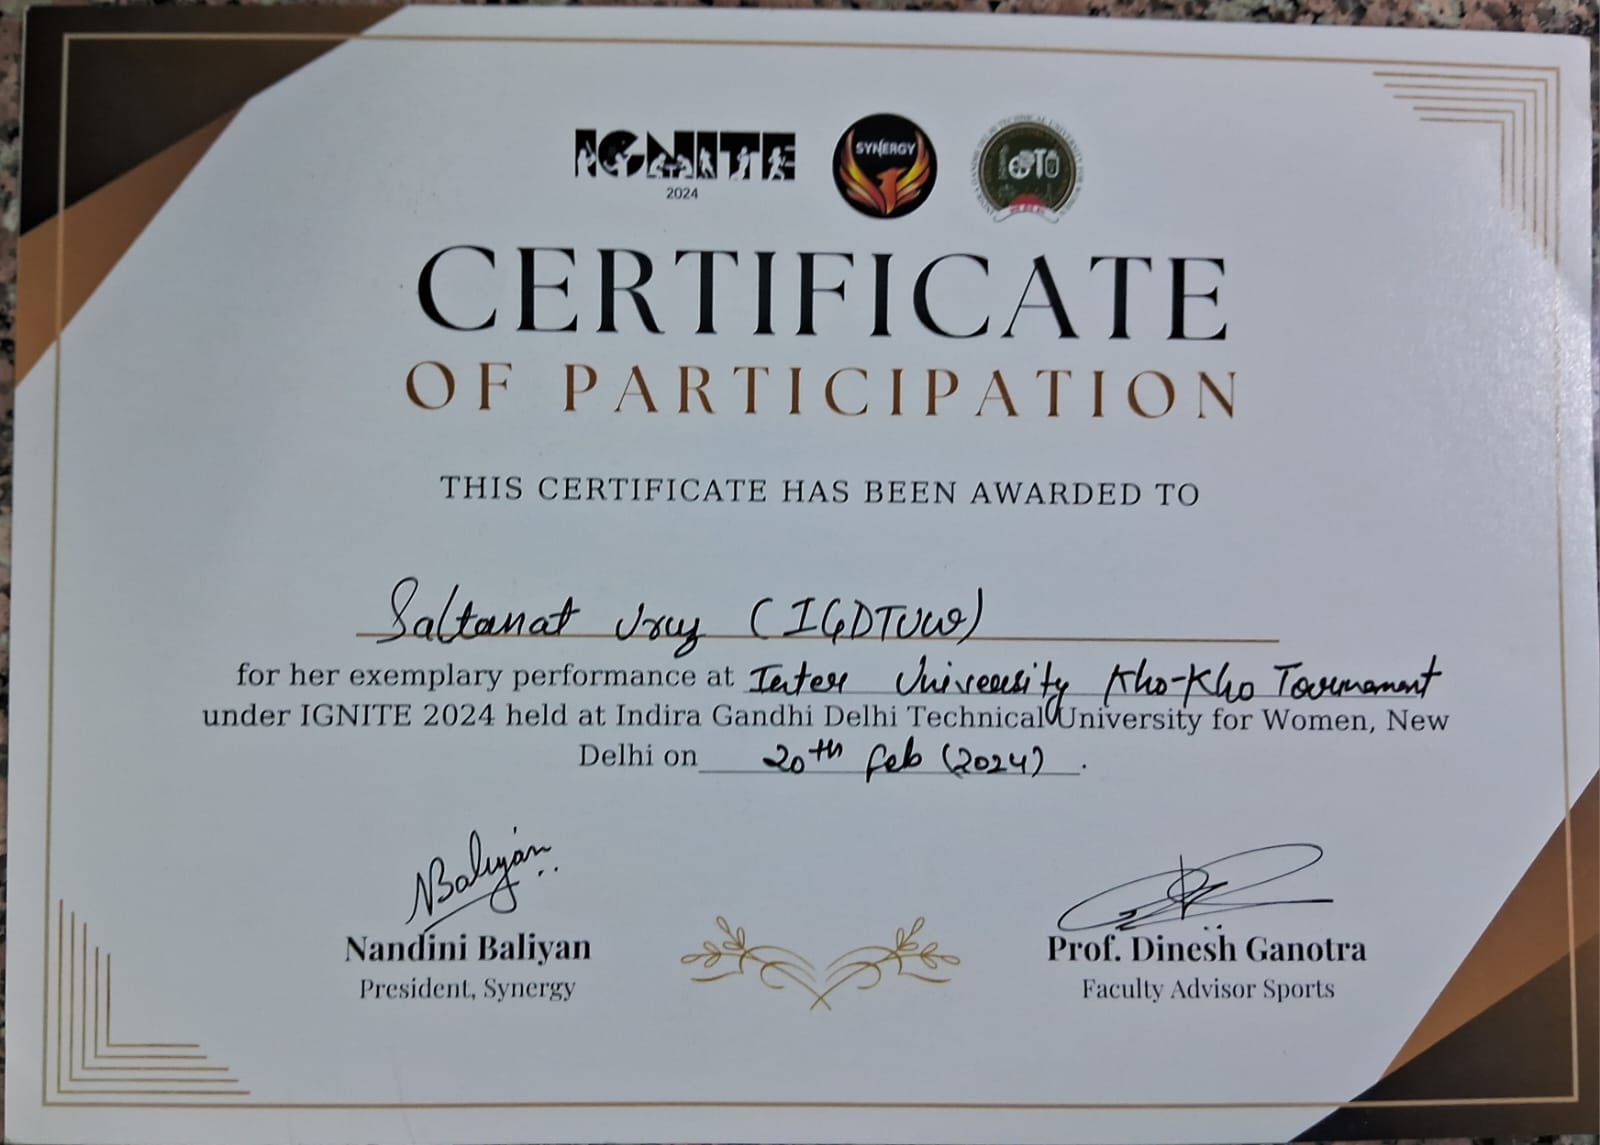 IGNITE
2024
SYNERGY
CERTIFICATE
OF PARTICIPATION
THIS CERTIFICATE HAS BEEN AWARDED TO
Saltanat (IGDTUW)
for her exemplary performance at Inter University Kho-Kho Tournament
under IGNITE 2024 held at Indira Gandhi Delhi Technical University for Women, New
Delhi on 20th Feb (2024).
NBaliyan
Nandini Baliyan
President, Synergy
Prof. Dinesh Ganotra
Faculty Advisor Sports